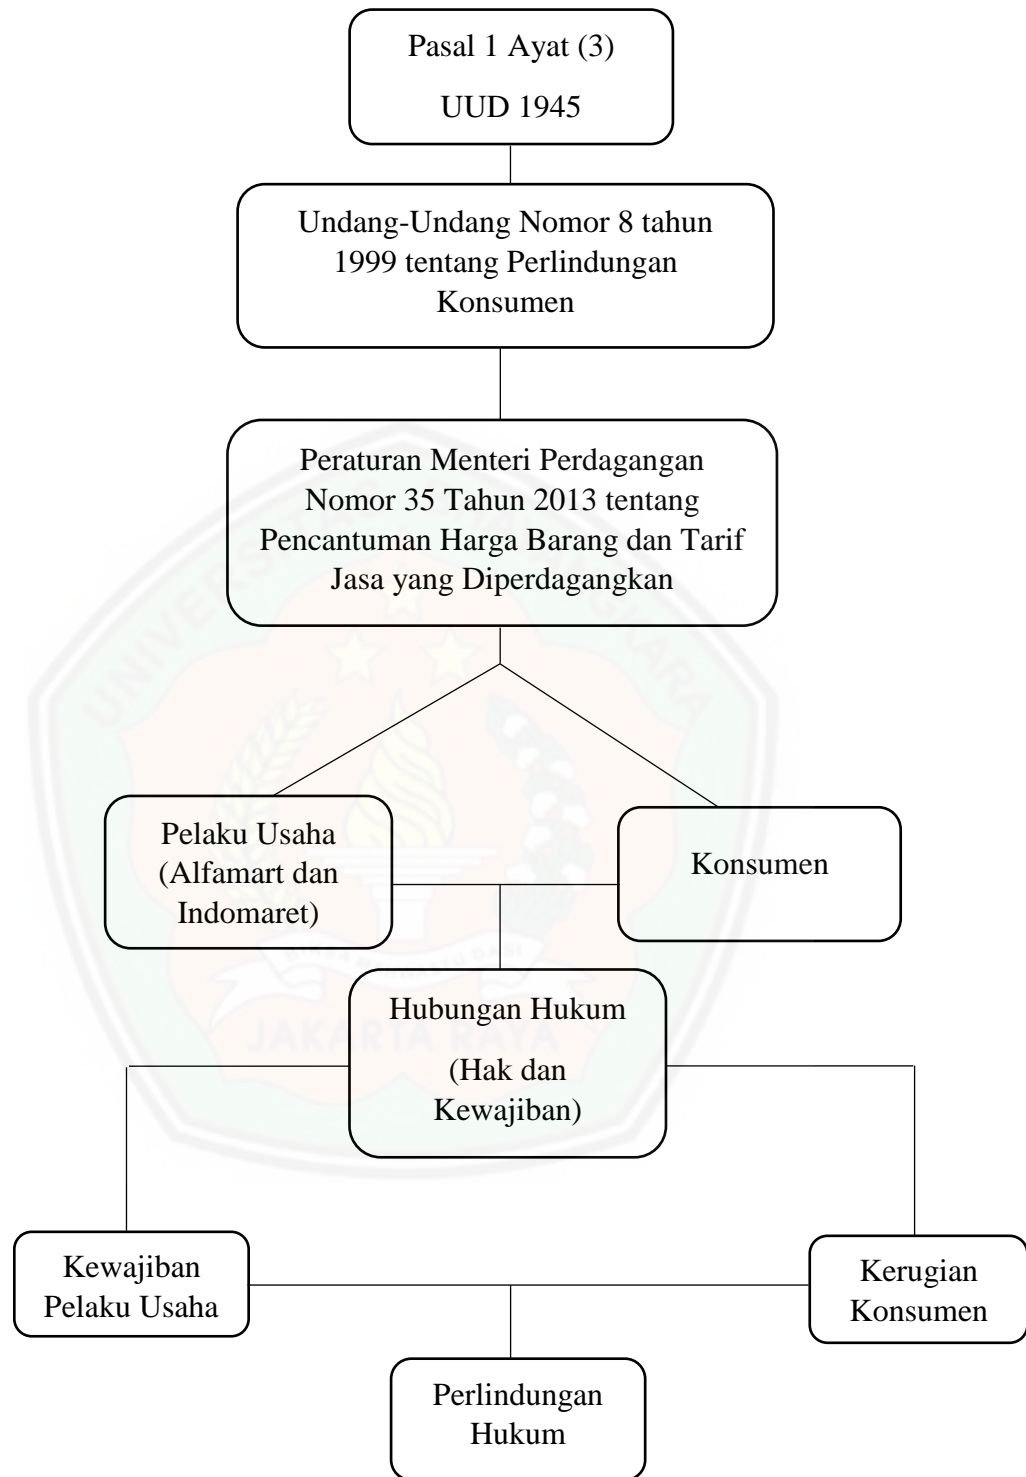 Pasal 1 Ayat (3)
UUD 1945
Undang-Undang Nomor 8 tahun
1999 tentang Perlindungan
Konsumen
Peraturan Menteri Perdagangan
Nomor 35 Tahun 2013 tentang
Pencantuman Harga Barang dan Tarif
Jasa yang Diperdagangkan
Pelaku Usaha
(Alfamart dan
Indomaret)
Konsumen
Hubungan Hukum
(Hak dan
Kewajiban)
JAKARTA RAYA
Kewajiban
Pelaku Usaha
Kerugian
Konsumen
Perlindungan
Hukum